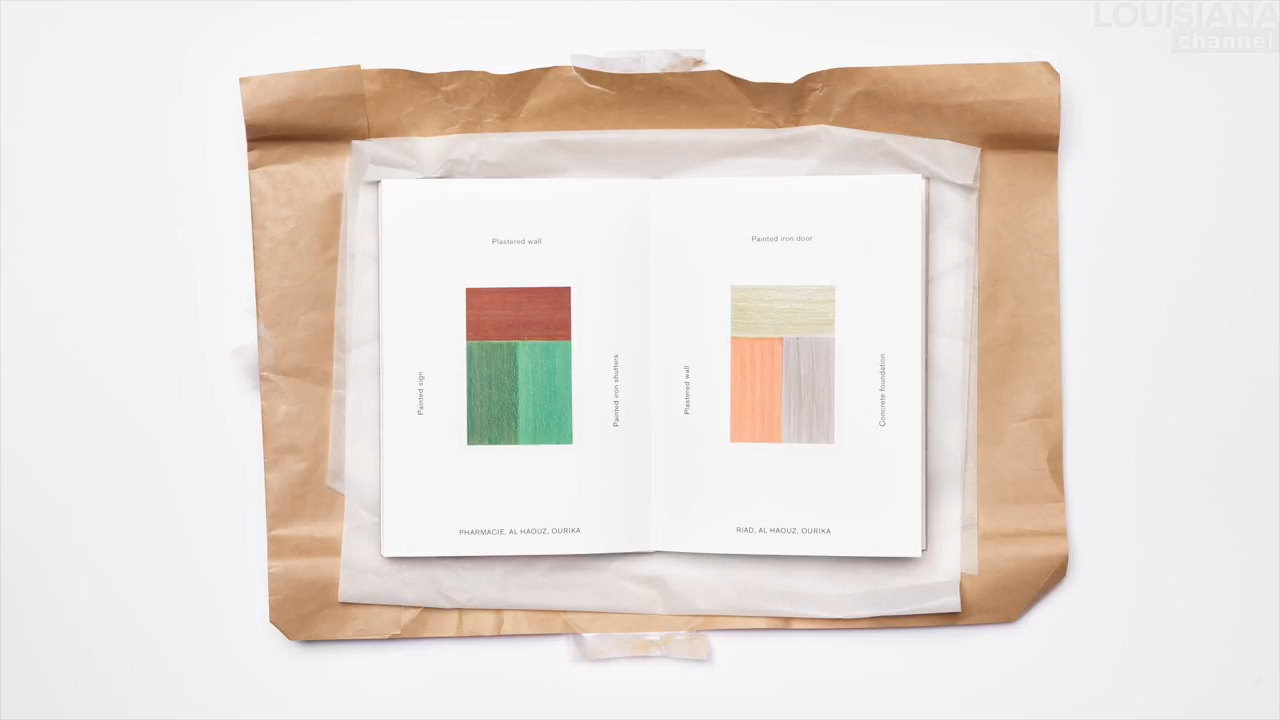 LOUISIANA
channel
Plastered wall
Painted sign
Painted iron shutters
PHARMACIE, AL HAOUZ, OURIKA
Painted iron door
Plastered wall
Concrete foundation
RIAD, AL HAOUZ, OURIKA